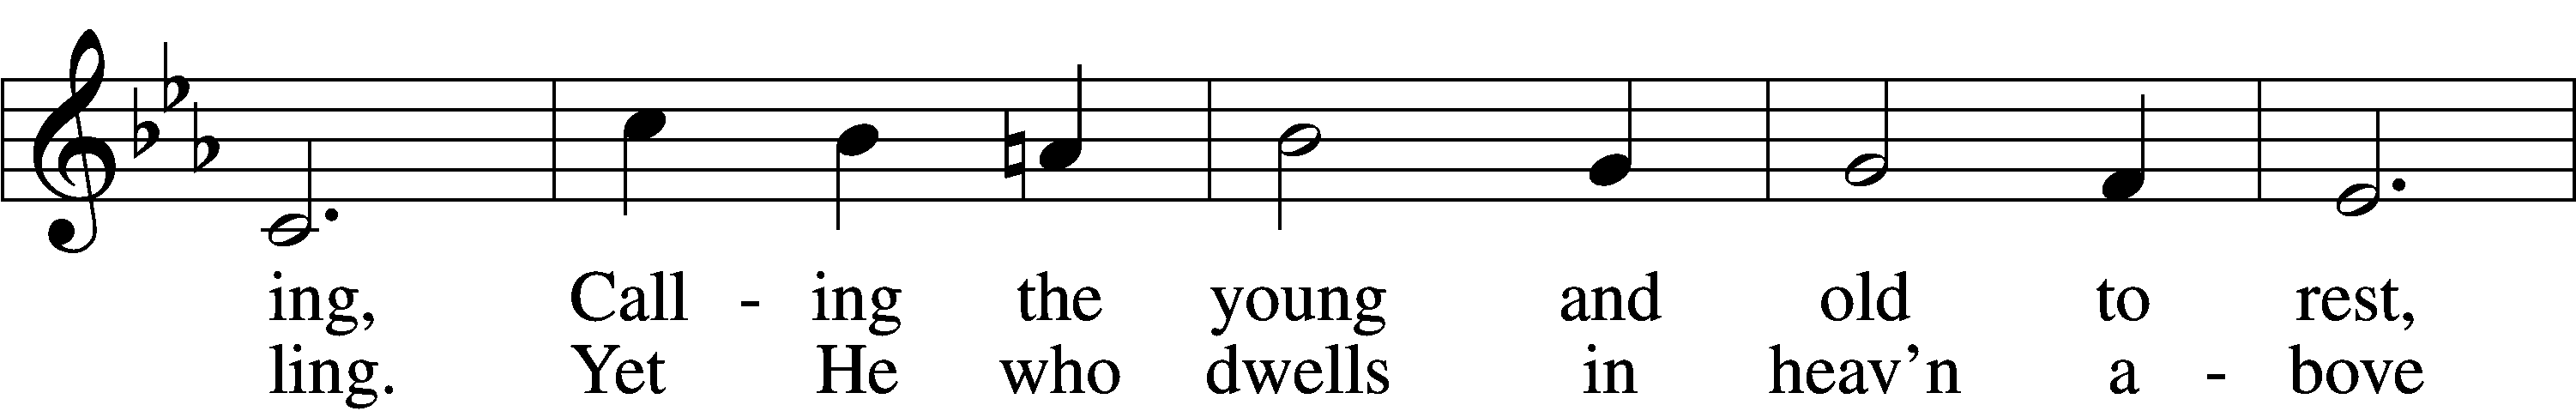 ing, Call - ing the young and old to rest,
ling. Yet He who dwells in heav'n a - bove